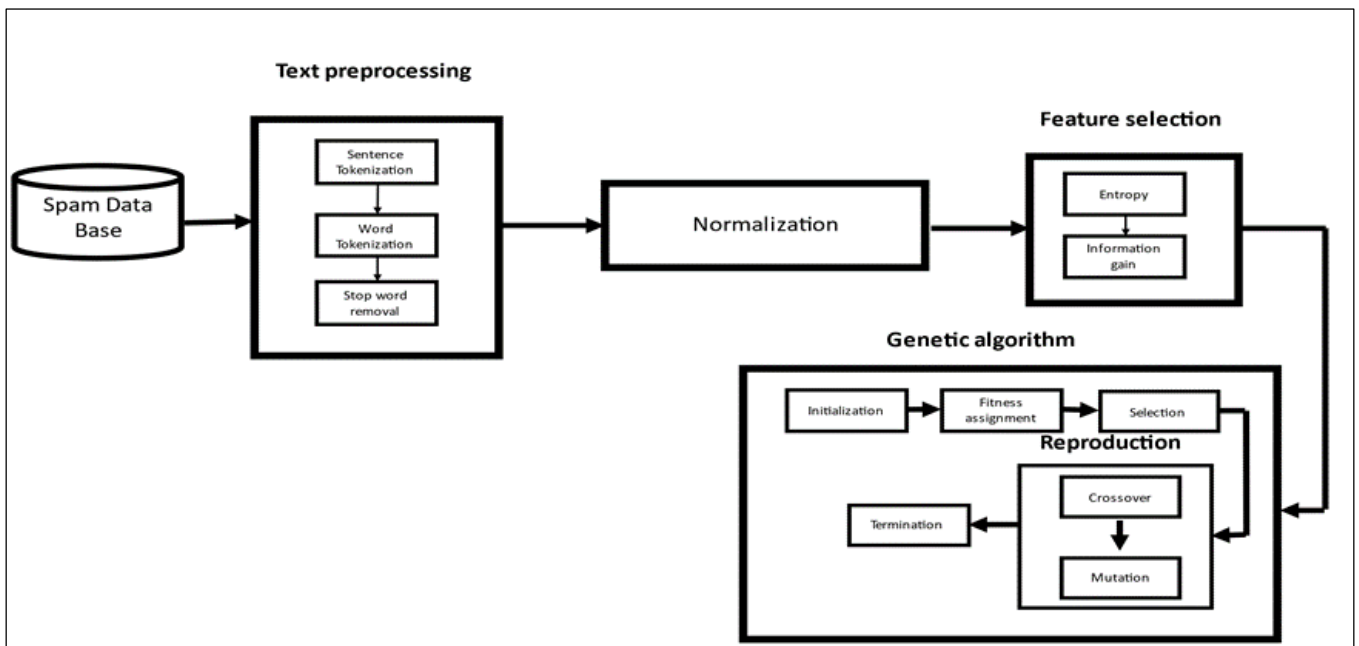 Text preprocessing
Sentence
Tokenization
Word
Tokenization
Stop word
removal
Spam Data
Base
Normalization
Feature selection
Entropy
Information
gain
Genetic algorithm
Initialization
Fitness
assignment
Selection
Reproduction
Crossover
Mutation
Termination